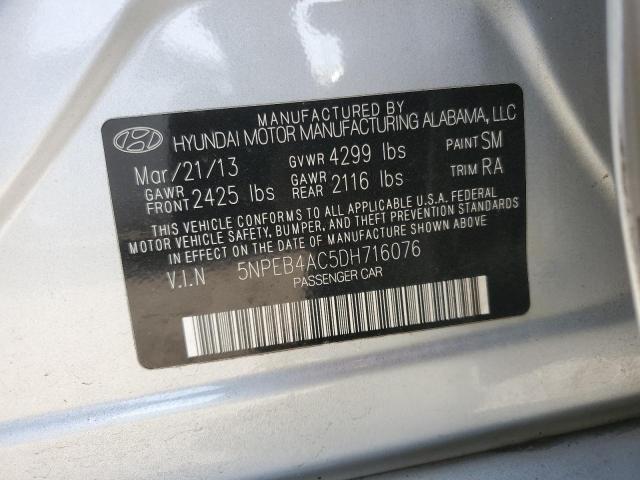 MANUFACTURED BY
HYUNDAI MOTOR MANUFACTURING ALABAMA, LLC
Mar/21/13 GVWR 4299 lbs PAINT SM
GAWR FRONT 2425 lbs GAWR REAR 2116 lbs TRIM RA
THIS VEHICLE CONFORMS TO ALL APPLICABLE U.S.A. FEDERAL
MOTOR VEHICLE SAFETY, BUMPER, AND THEFT PREVENTION STANDARDS
IN EFFECT ON THE DATE OF MANUFACTURE SHOWN ABOVE.
V.I.N 5NPEB4AC5DH716076
PASSENGER CAR